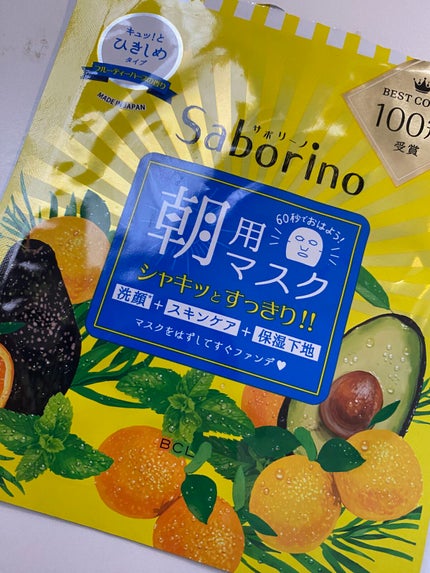 キュッ!と
ひきしめ
タイプ
フルーティーハーブの香り
MADE IN JAPAN
BEST CO
100
受賞
サボリーノ
Saborino
60秒でおはよう!
朝用
マスク
シャキッとすっきり!!
洗顔* + スキンケア + 保湿下地
マスクをはずしてすぐファンデ♥
BCL